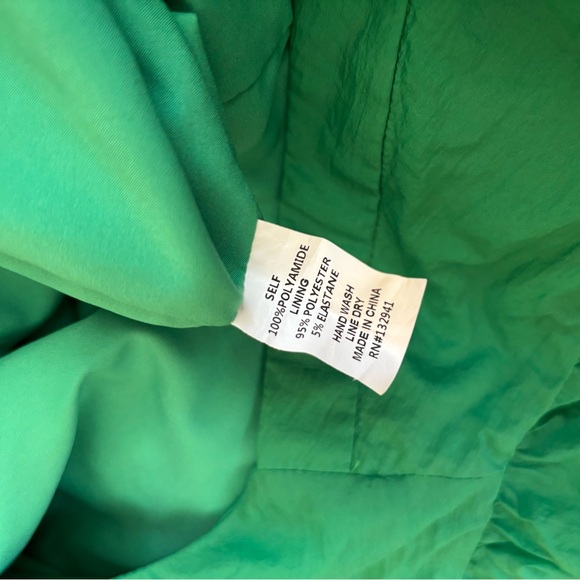 SELF
100%POLYAMIDE
LINING
95% POLYESTER
5% ELASTANE
HAND WASH
LINE DRY
MADE IN CHINA
RN#132941